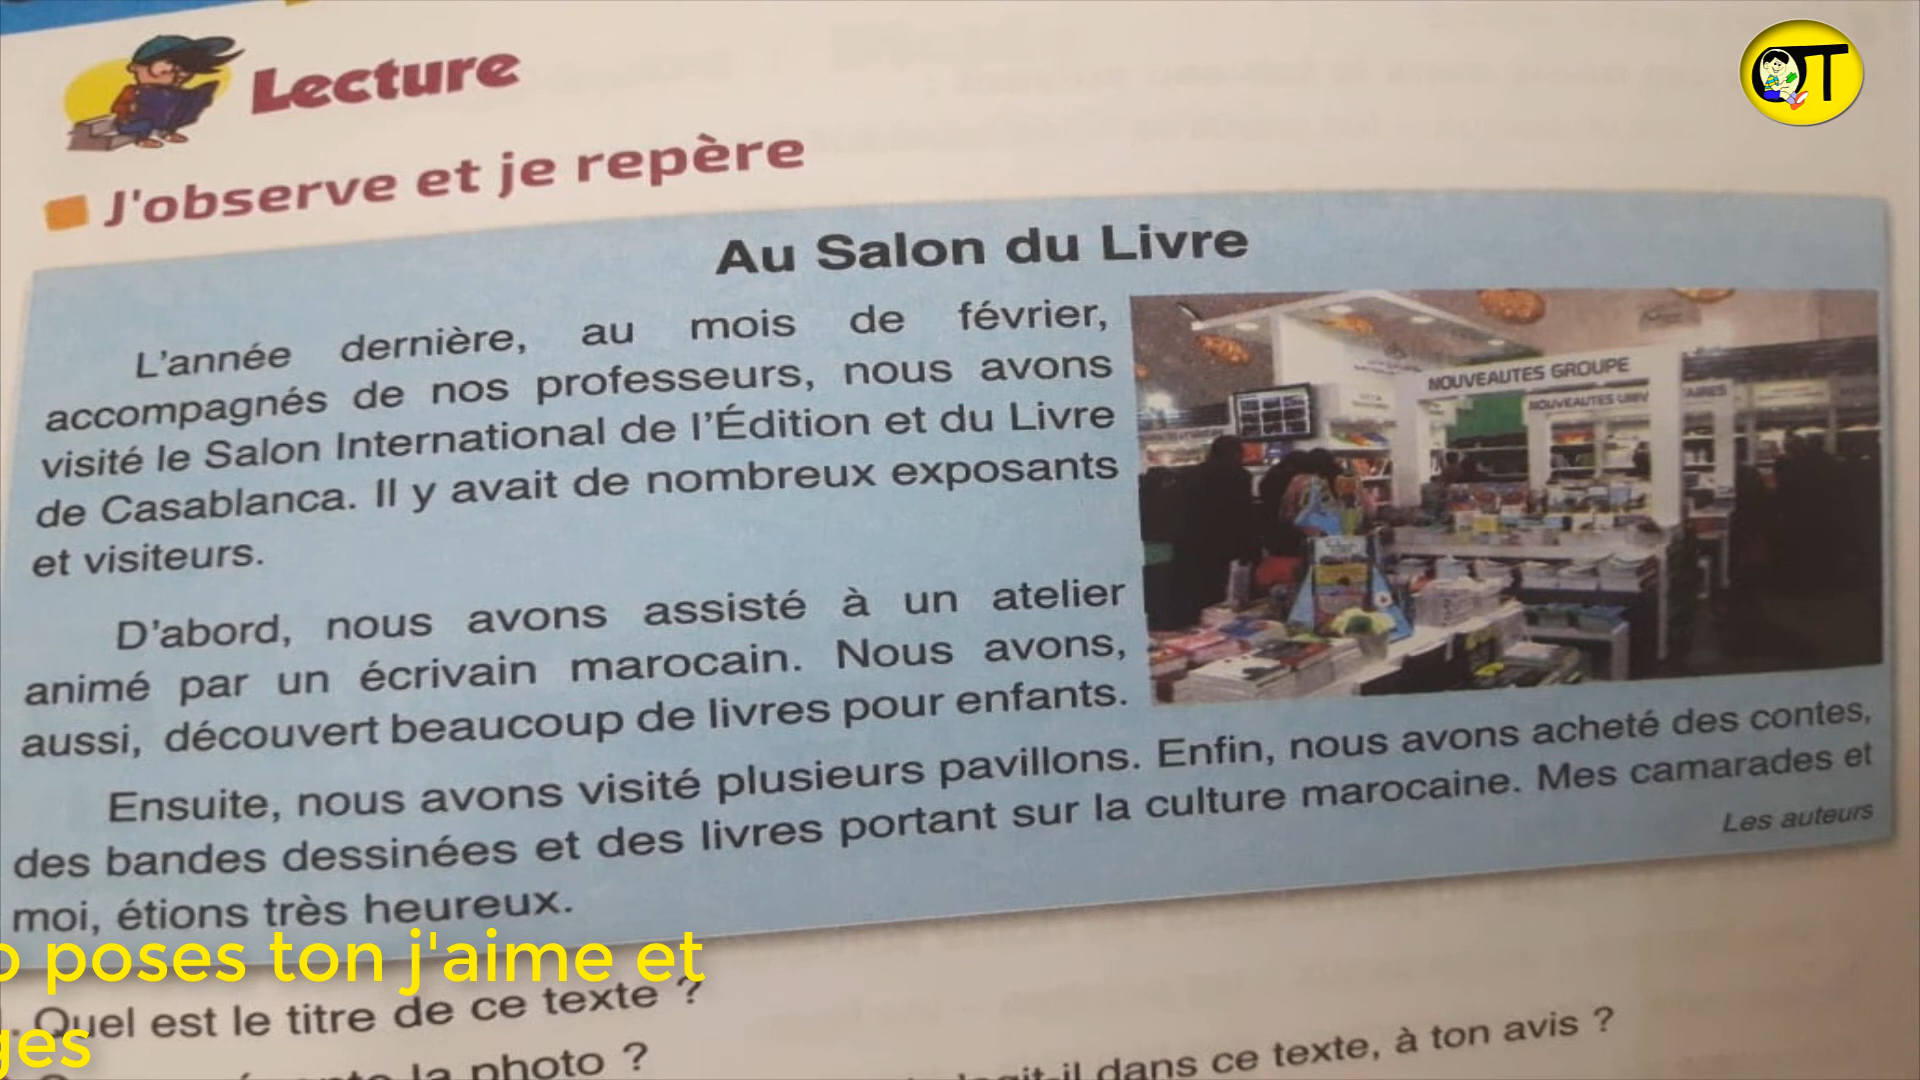 Lecture
J'observe et je repère
Au Salon du Livre
L'année dernière, au mois de février,
accompagnés de nos professeurs, nous avons
visité le Salon International de l'Édition et du Livre
de Casablanca. Il y avait de nombreux exposants
et visiteurs.
D'abord, nous avons assisté à un atelier
animé par un écrivain marocain. Nous avons,
aussi, découvert beaucoup de livres pour enfants.
Ensuite, nous avons visité plusieurs pavillons. Enfin, nous avons acheté des contes,
des bandes dessinées et des livres portant sur la culture marocaine. Mes camarades et
moi, étions très heureux.
Les auteurs
NOUVEAUTES GROUPE
NOUVEAUTES UNIV
OT
poses ton j'aime et
Quel est le titre de ce texte ?
la photo ?
dans ce texte, à ton avis ?